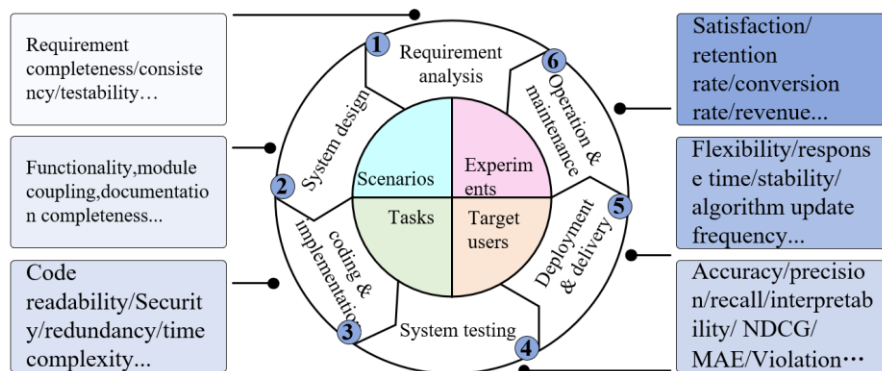 Requirement
completeness/consiste
ncy/testability…
Functionality,module
coupling,documentatio
n completeness...
Code
readability/Securit
y/redundancy/time
complexity...
1
Requirement
analysis
6
Operation &
maintenance
System design
2
Scenarios
Experim
ents
Tasks
Target
users
5
Deployment
& delivery
coding &
implementation
3
System testing
4
Satisfaction/
retention
rate/conversion
rate/revenue...
Flexibility/respons
e time/stability/
algorithm update
frequency...
Accuracy/precisio
n/recall/interpretab
ility/ NDCG/
MAE/Violation⋯